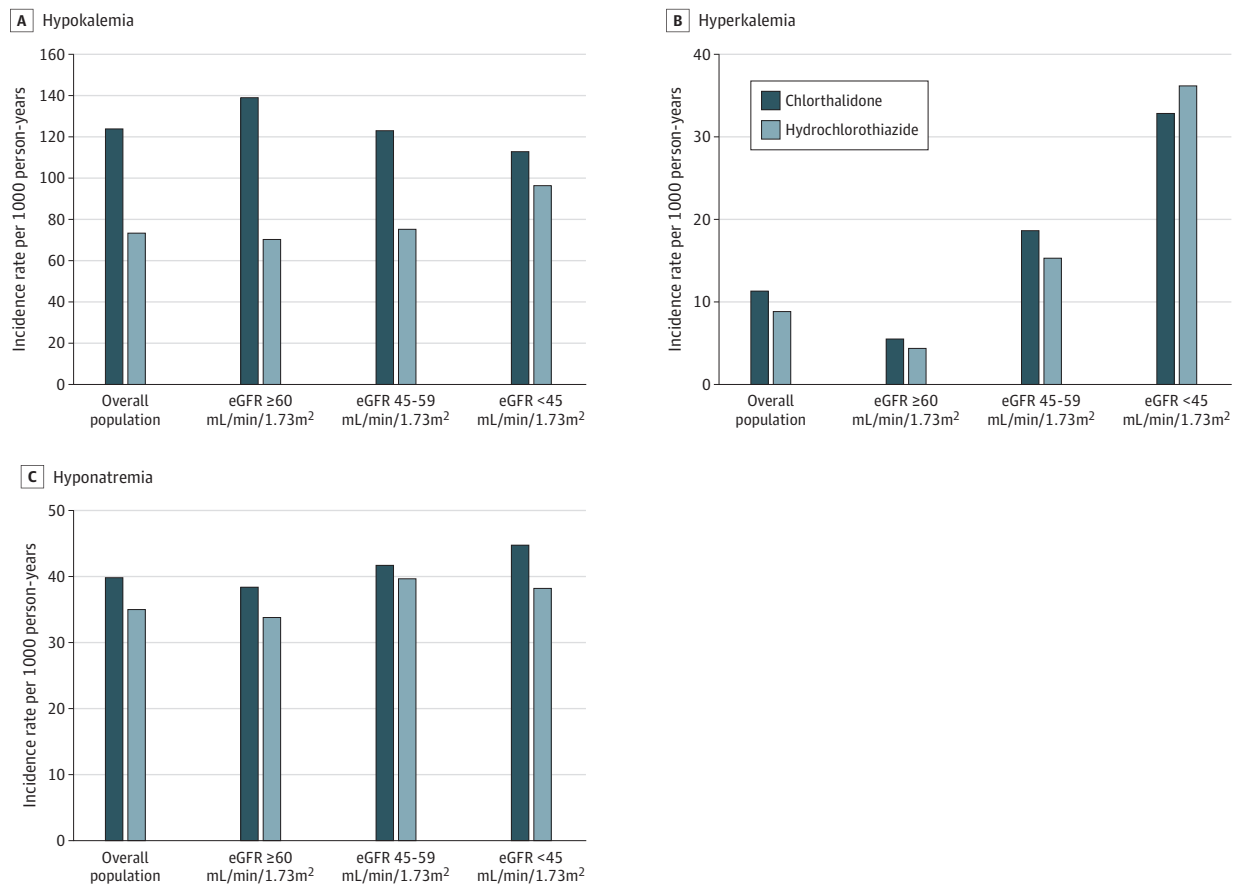 A Hypokalemia
Incidence rate per 1000 person-years
160
140
120
100
80
60
40
20
0
Overall population
eGFR ≥60 mL/min/1.73m²
eGFR 45-59 mL/min/1.73m²
eGFR <45 mL/min/1.73m²
B Hyperkalemia
Incidence rate per 1000 person-years
40
30
20
10
0
Chlorthalidone
Hydrochlorothiazide
Overall population
eGFR ≥60 mL/min/1.73m²
eGFR 45-59 mL/min/1.73m²
eGFR <45 mL/min/1.73m²
C Hyponatremia
Incidence rate per 1000 person-years
50
40
30
20
10
0
Overall population
eGFR ≥60 mL/min/1.73m²
eGFR 45-59 mL/min/1.73m²
eGFR <45 mL/min/1.73m²